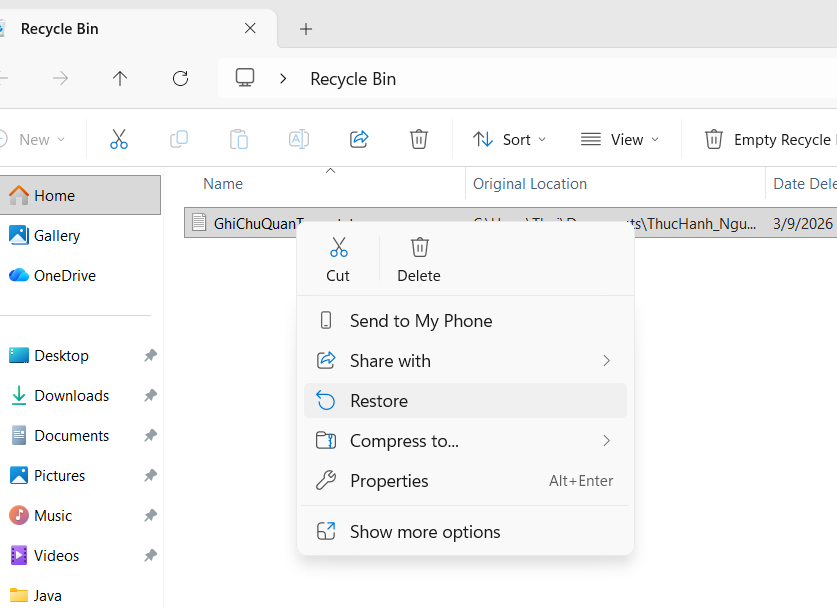 Recycle Bin
Recycle Bin
New
Sort
View
Empty Recycle
Name
Original Location
Date Dele
Home
GhiChuQuanT
\ThucHanh_Ngu...
3/9/2026
Gallery
OneDrive
Cut
Delete
Send to My Phone
Share with
Restore
Compress to...
Properties
Alt+Enter
Show more options
Desktop
Downloads
Documents
Pictures
Music
Videos
Java